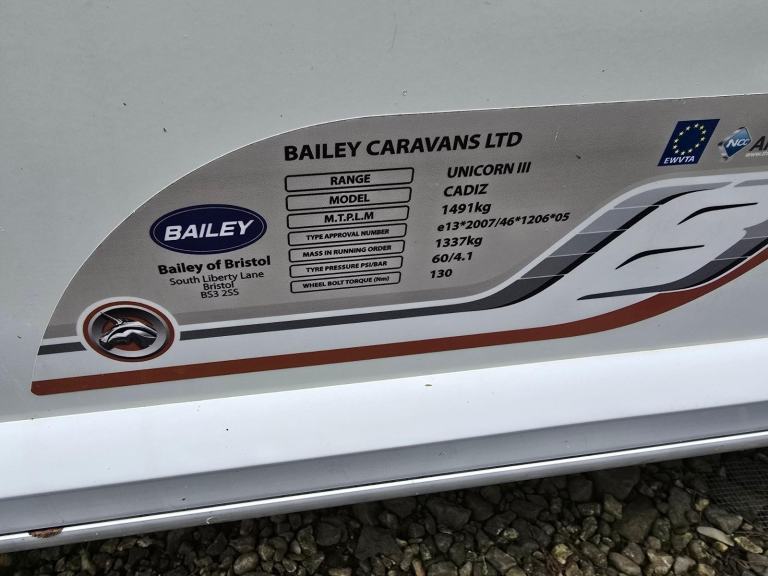 BAILEY CARAVANS LTD
RANGE UNICORN III
MODEL CADIZ
M.T.P.L.M 1491kg
TYPE APPROVAL NUMBER e13*2007/46*1206*05
MASS IN RUNNING ORDER 1337kg
TYRE PRESSURE PSI/BAR 60/4.1
WHEEL BOLT TORQUE (Nm) 130
BAILEY
Bailey of Bristol
South Liberty Lane
Bristol
BS3 2SS
EWVTA
NCC